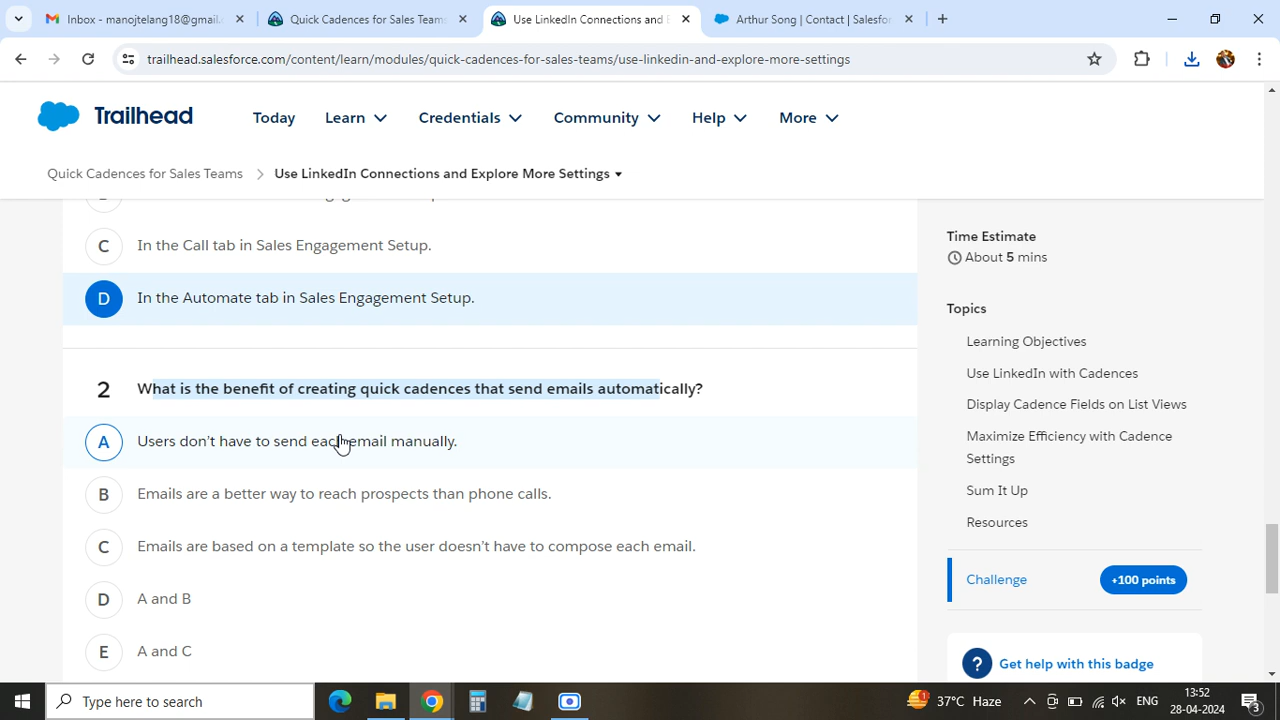 Inbox - manojtelang18@gmail.
Quick Cadences for Sales Teams
Use LinkedIn Connections and E
Arthur Song | Contact | Salesfor
trailhead.salesforce.com/content/learn/modules/quick-cadences-for-sales-teams/use-linkedin-and-explore-more-settings
Trailhead
Today
Learn
Credentials
Community
Help
More
Quick Cadences for Sales Teams
Use LinkedIn Connections and Explore More Settings
C
In the Call tab in Sales Engagement Setup.
D
In the Automate tab in Sales Engagement Setup.
2
What is the benefit of creating quick cadences that send emails automatically?
A
Users don't have to send each email manually.
B
Emails are a better way to reach prospects than phone calls.
C
Emails are based on a template so the user doesn't have to compose each email.
D
A and B
E
A and C
Time Estimate
About 5 mins
Topics
Learning Objectives
Use LinkedIn with Cadences
Display Cadence Fields on List Views
Maximize Efficiency with Cadence
Settings
Sum It Up
Resources
Challenge
+100 points
? Get help with this badge
Type here to search
1
37°C Haze
ENG
13:52
28-04-2024
3